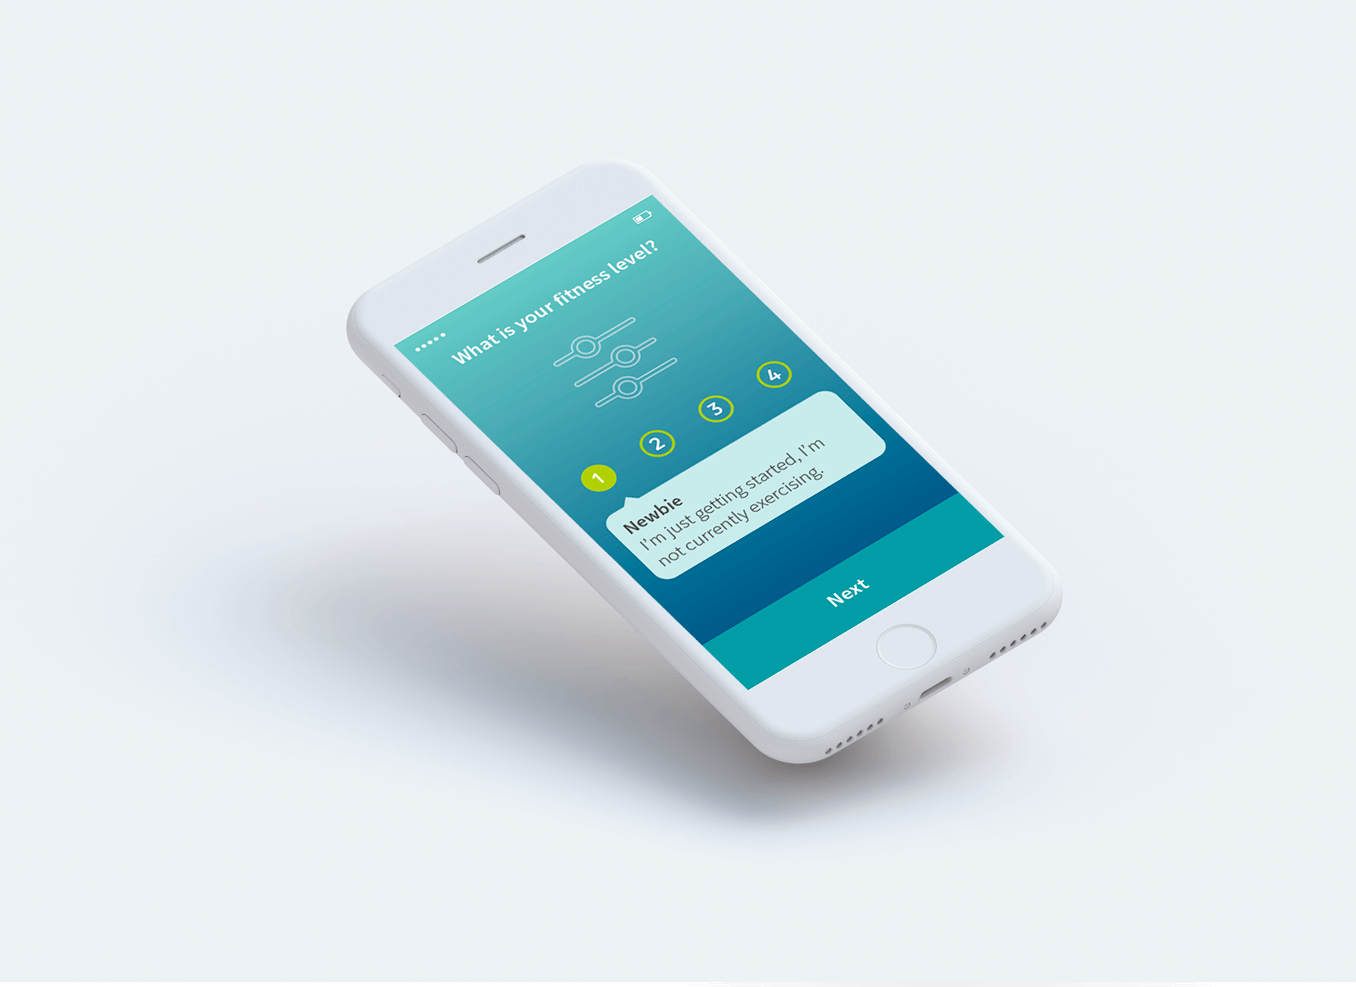 What is your fitness level?
1 2 3 4
Newbie
I'm just getting started, I'm
not currently exercising.
Next